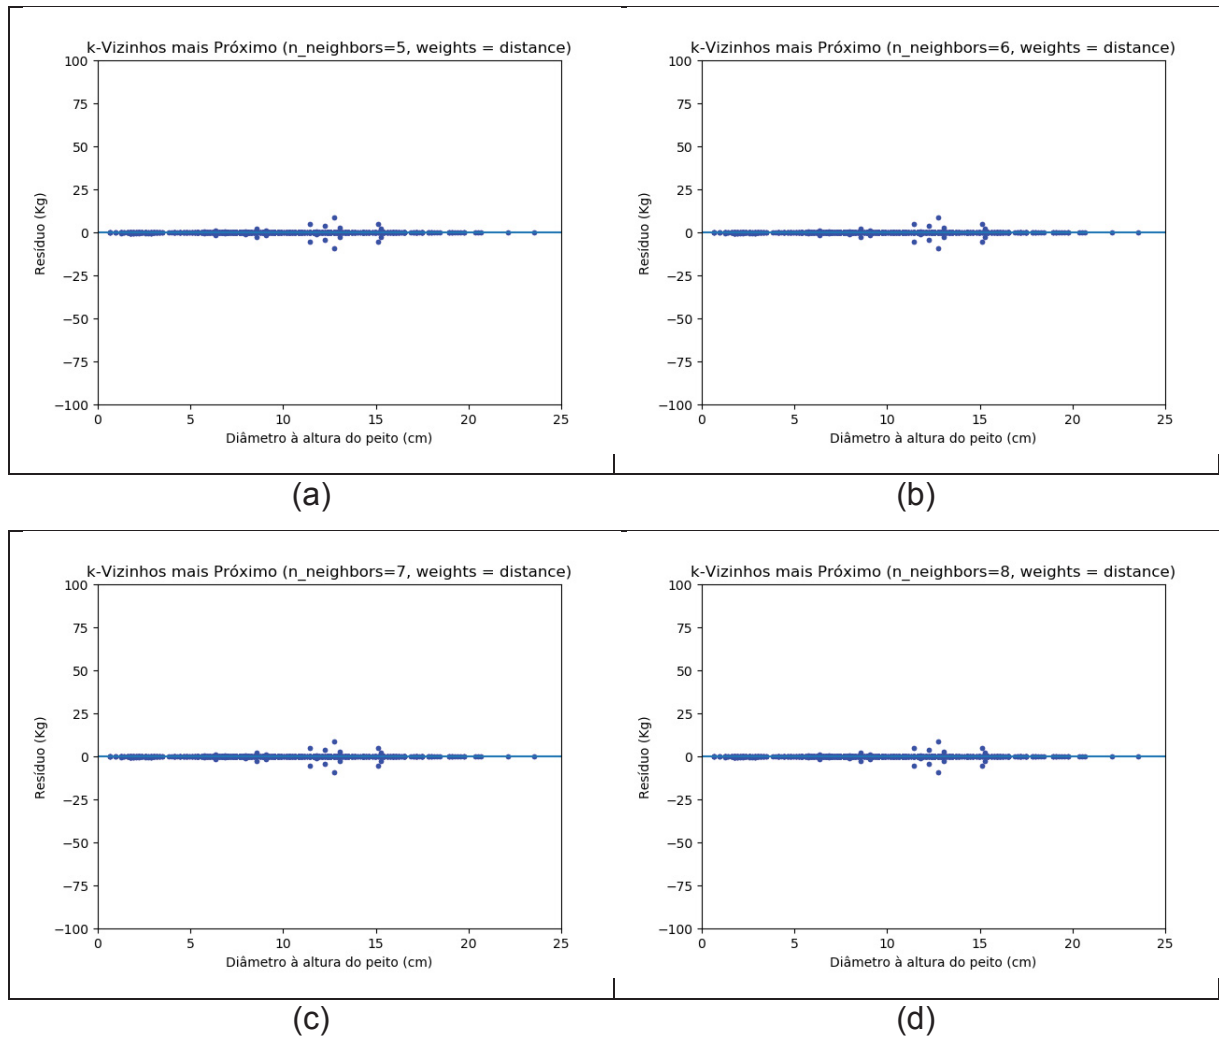 k-Vizinhos mais Próximo (n_neighbors=5, weights = distance)
100
75
50
25
0
−25
−50
−75
−100
Resíduo (Kg)
0 5 10 15 20 25
Diâmetro à altura do peito (cm)
(a)
k-Vizinhos mais Próximo (n_neighbors=6, weights = distance)
100
75
50
25
0
−25
−50
−75
−100
Resíduo (Kg)
0 5 10 15 20 25
Diâmetro à altura do peito (cm)
(b)
k-Vizinhos mais Próximo (n_neighbors=7, weights = distance)
100
75
50
25
0
−25
−50
−75
−100
Resíduo (Kg)
0 5 10 15 20 25
Diâmetro à altura do peito (cm)
(c)
k-Vizinhos mais Próximo (n_neighbors=8, weights = distance)
100
75
50
25
0
−25
−50
−75
−100
Resíduo (Kg)
0 5 10 15 20 25
Diâmetro à altura do peito (cm)
(d)